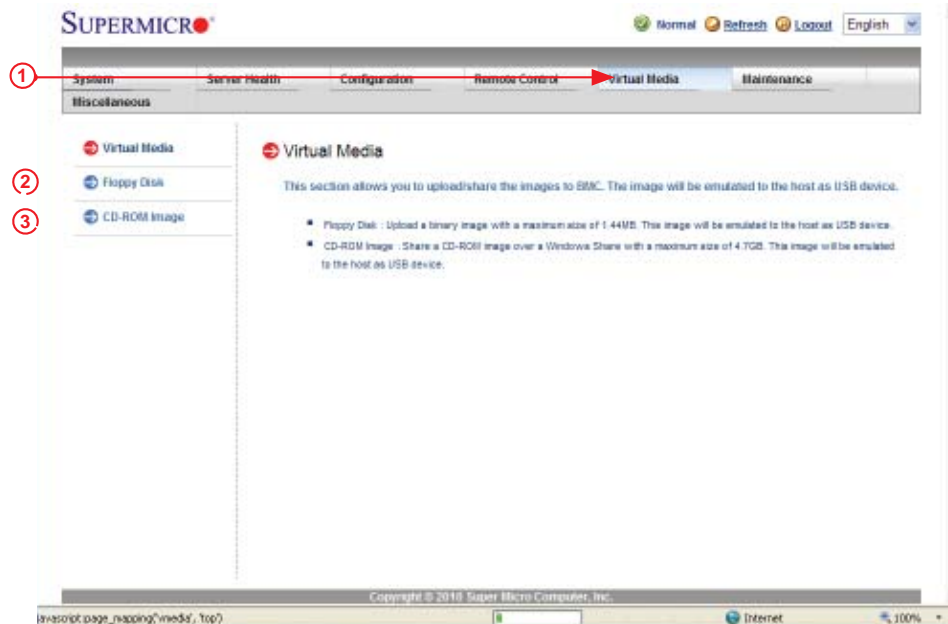 SUPERMICRO
Normal Refresh Logout English
1
System Server Health Configuration Remote Control Virtual Media Maintenance
Miscellaneous
Virtual Media
2 Floppy Disk
3 CD-ROM Image
Virtual Media
This section allows you to upload/share the images to BMC. The image will be emulated to the host as USB device.
Floppy Disk : Upload a binary image with a maximum size of 1.44MB. This image will be emulated to the host as USB device.
CD-ROM Image : Share a CD-ROM image over a Windows Share with a maximum size of 4.7GB. This image will be emulated
to the host as USB device.
Copyright © 2010 Super Micro Computer, Inc.
javascript:page_mapping('vmedia', 'top')
Internet 100%